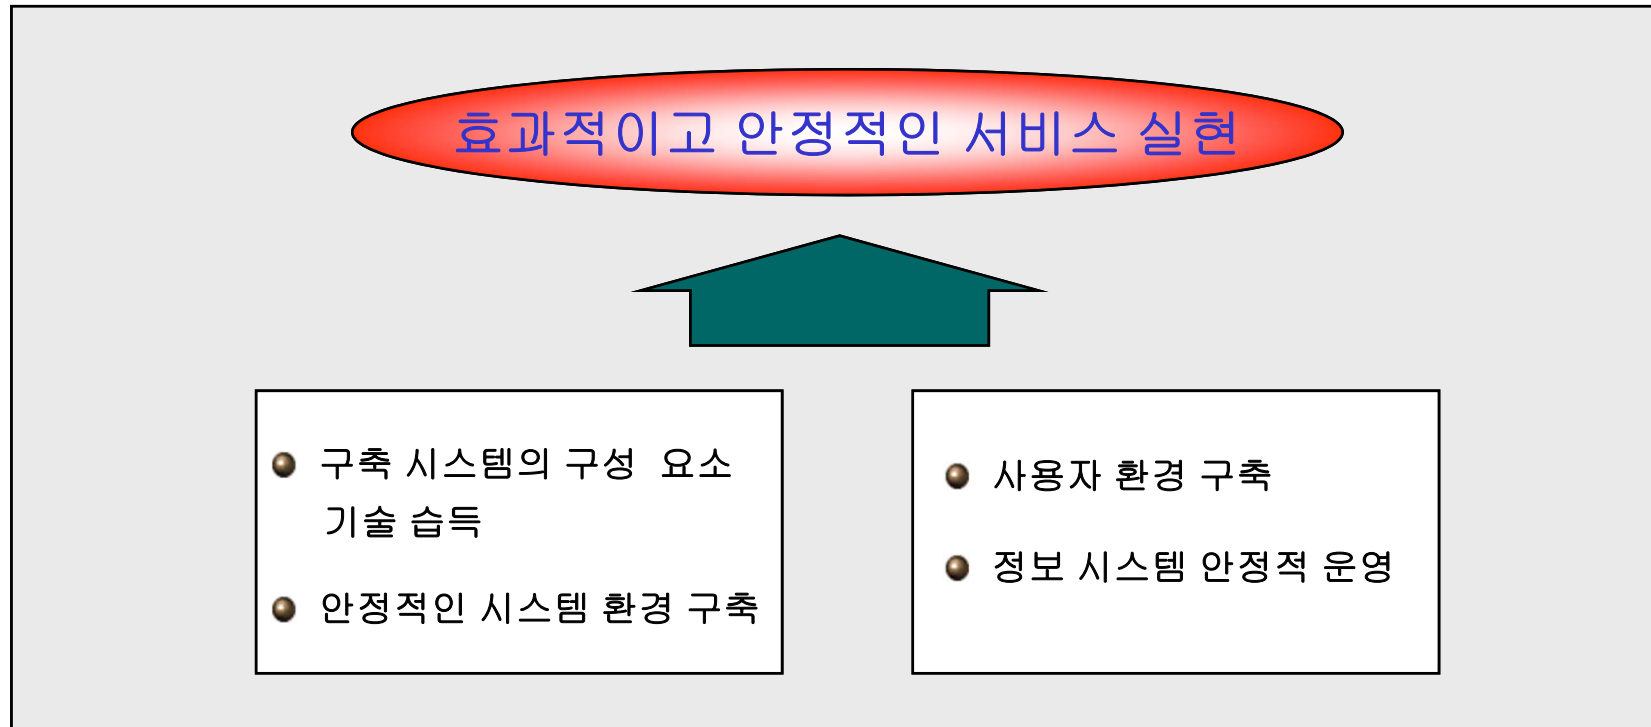 효과적이고 안정적인 서비스 실현
구축 시스템의 구성 요소
기술 습득
안정적인 시스템 환경 구축
사용자 환경 구축
정보 시스템 안정적 운영